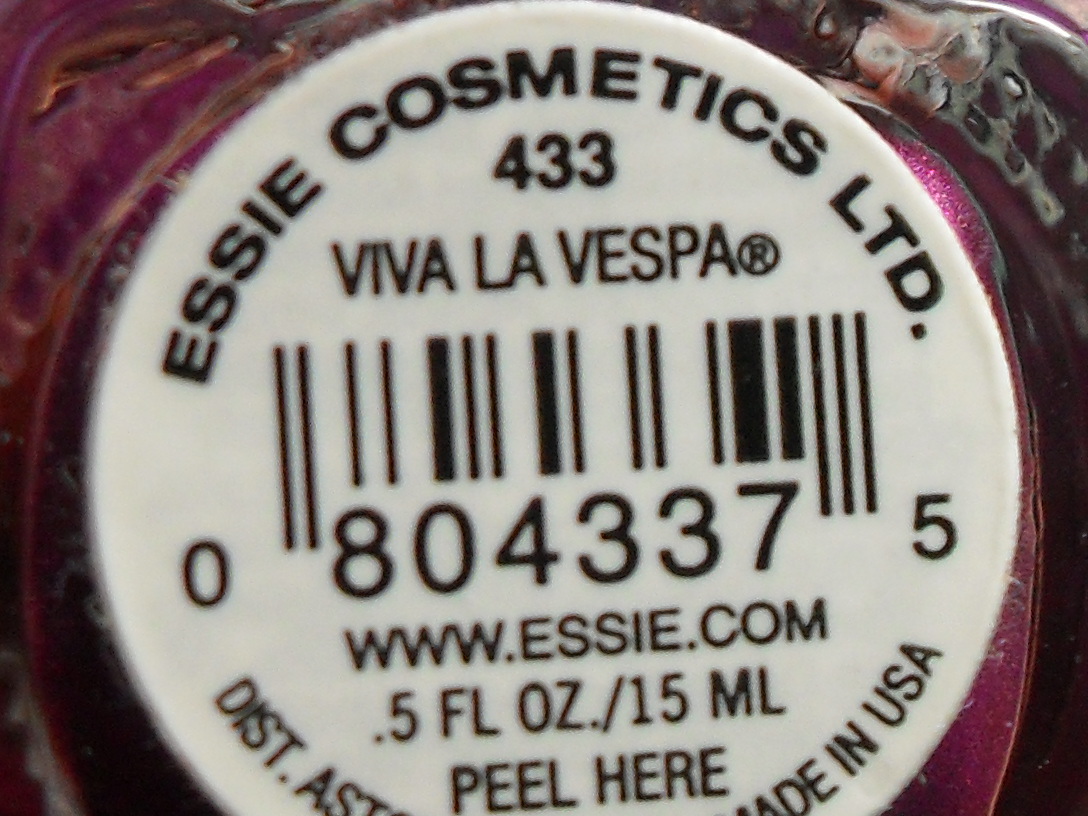 ESSIE COSMETICS LTD.
433
VIVA LA VESPA®
0 804337 5
WWW.ESSIE.COM
.5 FL OZ./15 ML
PEEL HERE
DIST. MADE IN USA